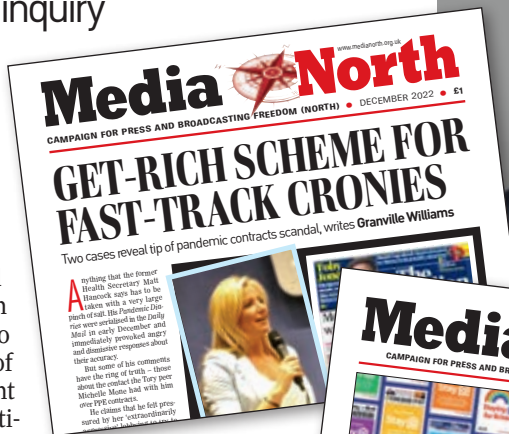 inquiry
www.medianorth.org.uk
Media North
CAMPAIGN FOR PRESS AND BROADCASTING FREEDOM (NORTH) • DECEMBER 2022 • £1
GET-RICH SCHEME FOR
FAST-TRACK CRONIES
Two cases reveal tip of pandemic contracts scandal, writes Granville Williams
Anything that the former
Health Secretary Matt
Hancock says has to be
taken with a very large
pinch of salt. His Pandemic Dia-
ries were serialised in the Daily
Mail in early December and
immediately provoked angry
and dismissive responses about
their accuracy.
But some of his comments
have the ring of truth – those
about the contact the Tory peer
Michelle Mone had with him
over PPE contracts.
He claims that he felt pres-
sured by her 'extraordinarily
of
Media
CAMPAIGN FOR PRESS AND BR